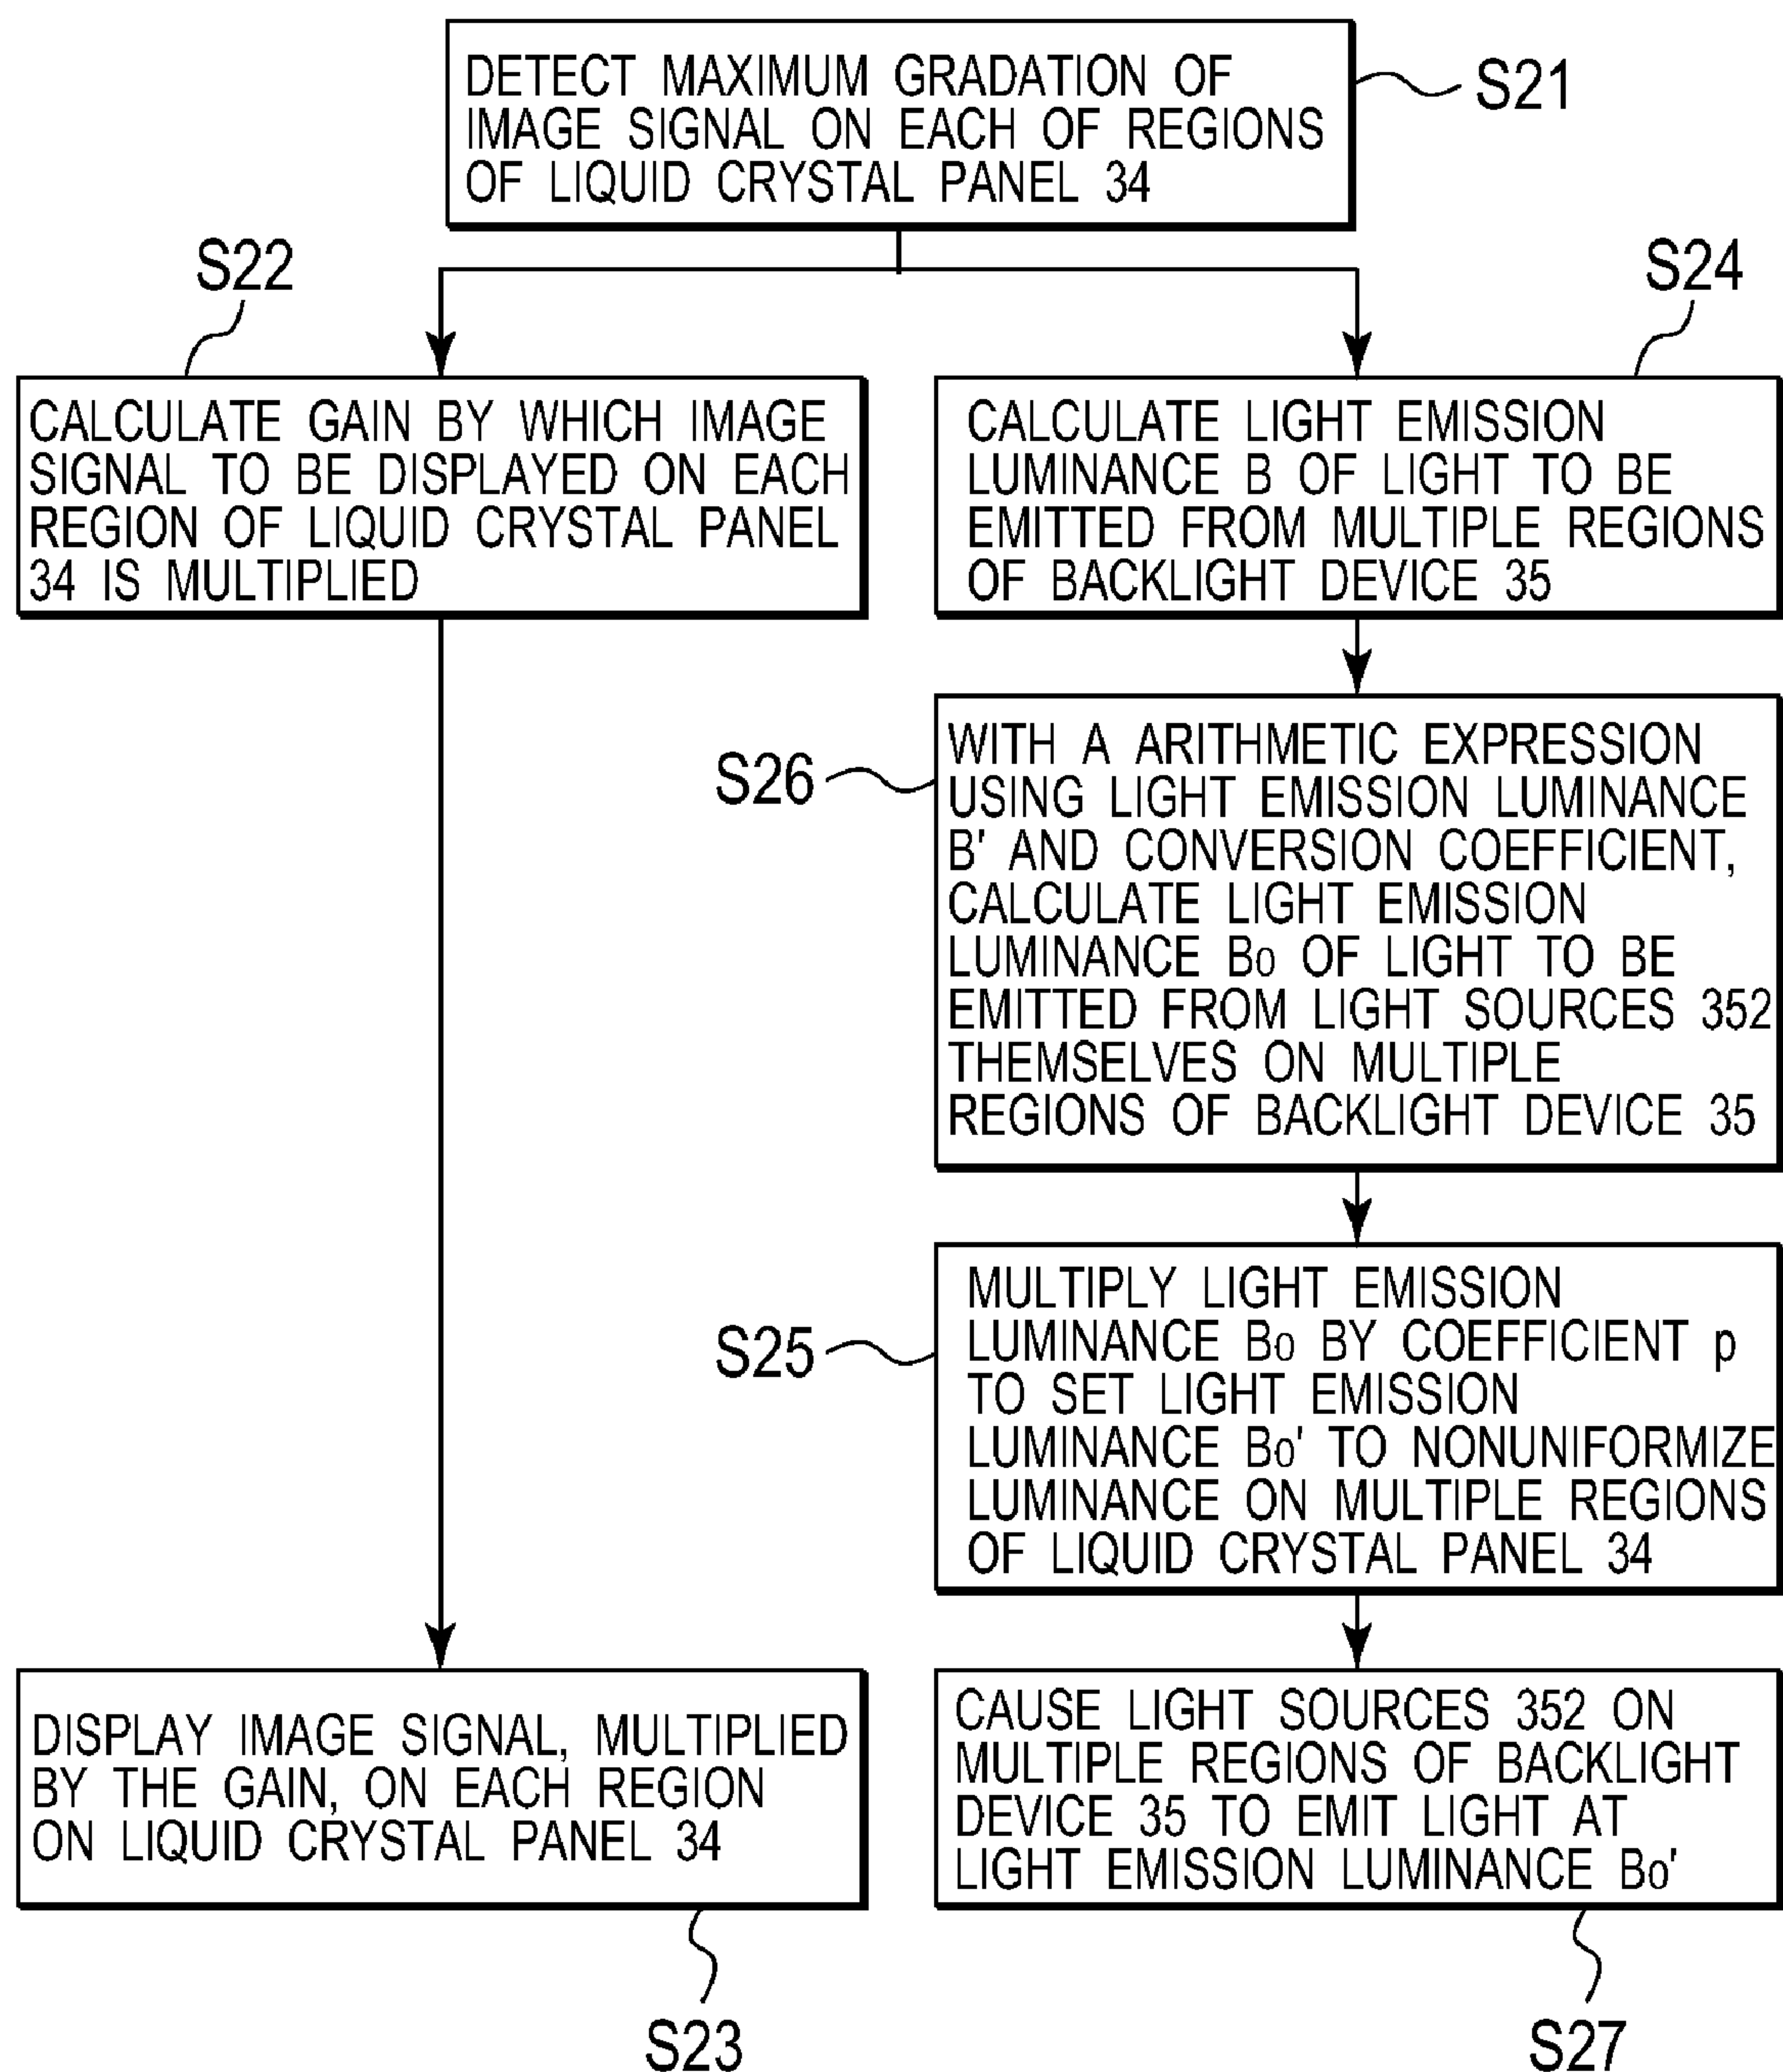 DETECT MAXIMUM GRADATION OF
IMAGE SIGNAL ON EACH OF REGIONS
OF LIQUID CRYSTAL PANEL 34
S21
S22
CALCULATE GAIN BY WHICH IMAGE
SIGNAL TO BE DISPLAYED ON EACH
REGION OF LIQUID CRYSTAL PANEL
34 IS MULTIPLIED
S24
CALCULATE LIGHT EMISSION
LUMINANCE B OF LIGHT TO BE
EMITTED FROM MULTIPLE REGIONS
OF BACKLIGHT DEVICE 35
S26
WITH A ARITHMETIC EXPRESSION
USING LIGHT EMISSION LUMINANCE
B' AND CONVERSION COEFFICIENT,
CALCULATE LIGHT EMISSION
LUMINANCE Bo OF LIGHT TO BE
EMITTED FROM LIGHT SOURCES 352
THEMSELVES ON MULTIPLE
REGIONS OF BACKLIGHT DEVICE 35
S25
MULTIPLY LIGHT EMISSION
LUMINANCE Bo BY COEFFICIENT p
TO SET LIGHT EMISSION
LUMINANCE Bo' TO NONUNIFORMIZE
LUMINANCE ON MULTIPLE REGIONS
OF LIQUID CRYSTAL PANEL 34
DISPLAY IMAGE SIGNAL, MULTIPLIED
BY THE GAIN, ON EACH REGION
ON LIQUID CRYSTAL PANEL 34
S23
CAUSE LIGHT SOURCES 352 ON
MULTIPLE REGIONS OF BACKLIGHT
DEVICE 35 TO EMIT LIGHT AT
LIGHT EMISSION LUMINANCE Bo'
S27